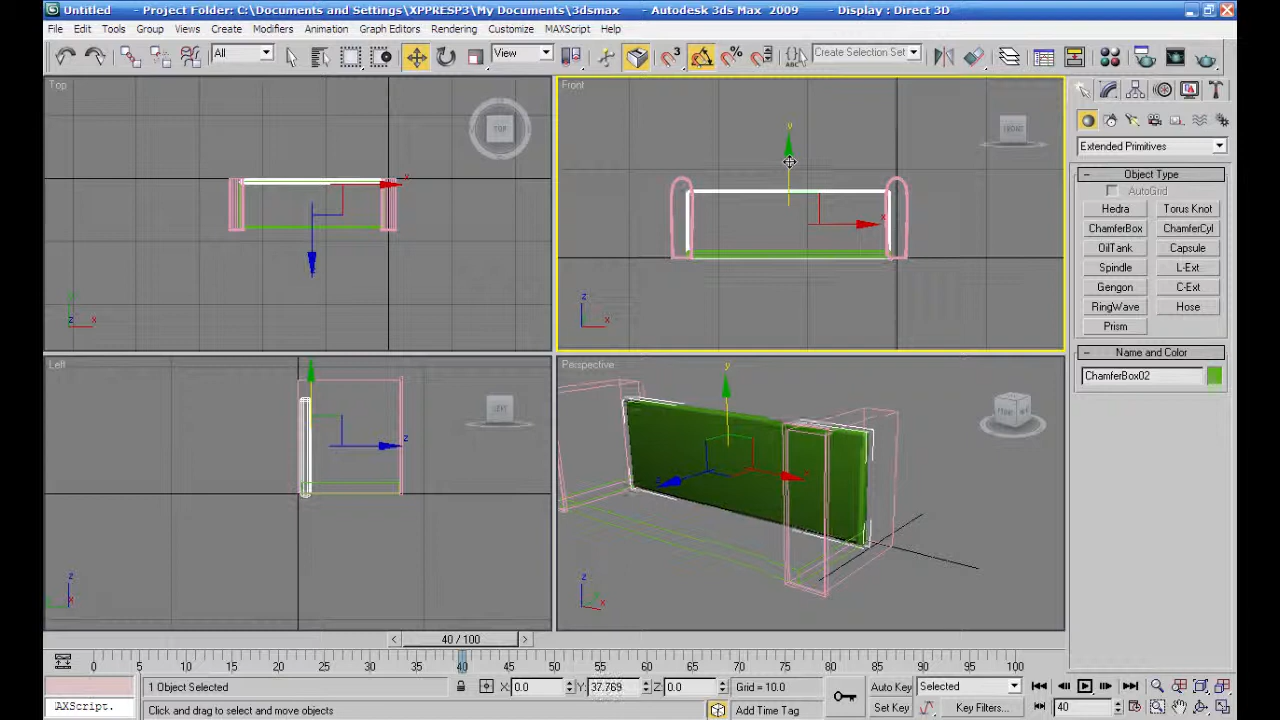 Untitled - Project Folder: C:\Documents and Settings\XPPRESP3\My Documents\3dsmax - Autodesk 3ds Max 2009 - Display : Direct 3D
File Edit Tools Group Views Create Modifiers Animation Graph Editors Rendering Customize MAXScript Help
All View 3 % ABC Create Selection Set
Top
TOP
x
y
z x
Front
FRONT
y
x
z
x
Extended Primitives
- Object Type
AutoGrid
Hedra Torus Knot
ChamferBox ChamferCyl
OilTank Capsule
Spindle L-Ext
Gengon C-Ext
RingWave Hose
Prism
- Name and Color
ChamferBox02
Left
LEFT
z
z
y
Perspective
y
x
z
z
y
x
< 40 / 100 >
0 5 10 15 20 25 30 35 40 45 50 55 60 65 70 75 80 85 90 95 100
1 Object Selected X: 0.0 Y: 37.769 Z: 0.0 Grid = 10.0 Auto Key Selected
AXScript. Click and drag to select and move objects Add Time Tag Set Key Key Filters... 40